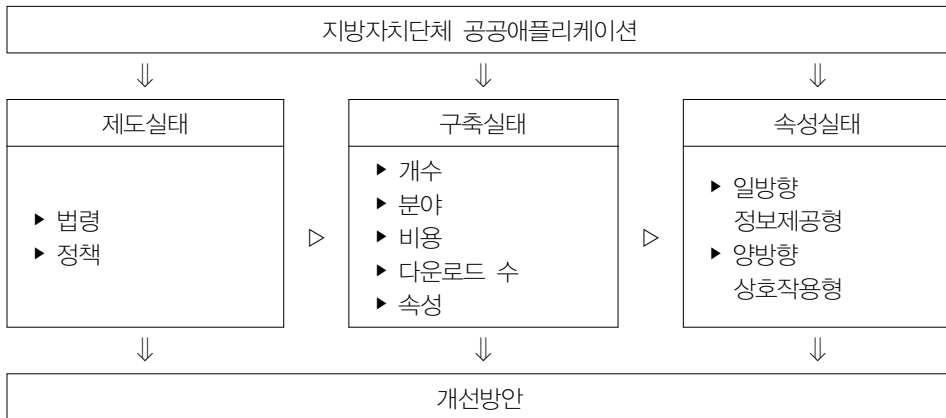 지방자치단체 공공애플리케이션
⇓ ⇓ ⇓
제도실태
▶ 법령
▶ 정책
▷
구축실태
▶ 개수
▶ 분야
▶ 비용
▶ 다운로드 수
▶ 속성
▷
속성실태
▶ 일방향
정보제공형
▶ 양방향
상호작용형
⇓ ⇓ ⇓
개선방안